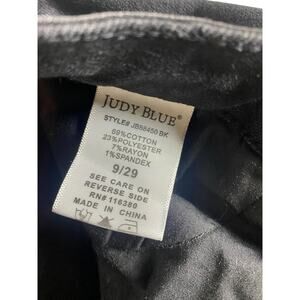 JUDY BLUE®
STYLE# JB88450 BK
69%COTTON
23%POLYESTER
7%RAYON
1%SPANDEX
9/29
SEE CARE ON
REVERSE SIDE
RN# 116380
MADE IN CHINA